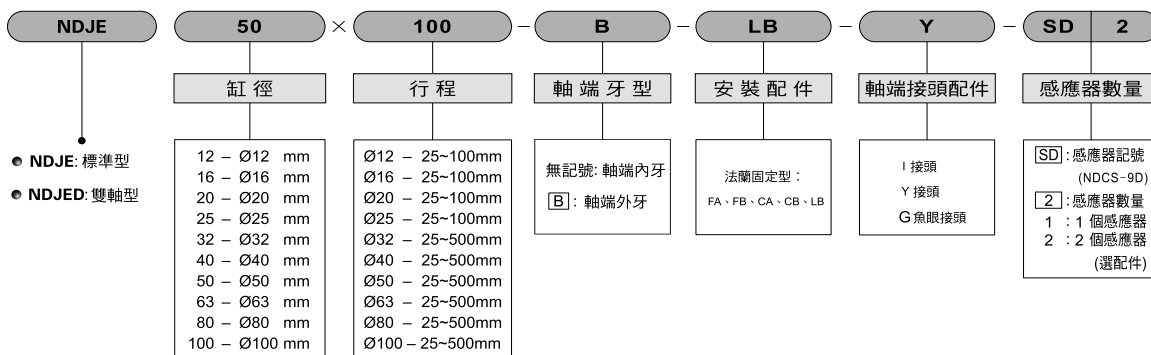 NDJE 50 × 100 – B – LB – Y – SD 2
缸徑
行程
軸端牙型
安裝配件
軸端接頭配件
感應器數量
NDJE: 標準型
NDJED: 雙軸型
12 – Ø12 mm
16 – Ø16 mm
20 – Ø20 mm
25 – Ø25 mm
32 – Ø32 mm
40 – Ø40 mm
50 – Ø50 mm
63 – Ø63 mm
80 – Ø80 mm
100 – Ø100 mm
Ø12 – 25~100mm
Ø16 – 25~100mm
Ø20 – 25~100mm
Ø25 – 25~100mm
Ø32 – 25~500mm
Ø40 – 25~500mm
Ø50 – 25~500mm
Ø63 – 25~500mm
Ø80 – 25~500mm
Ø100 – 25~500mm
無記號: 軸端內牙
B : 軸端外牙
法蘭固定型：
FA、FB、CA、CB、LB
I 接頭
Y 接頭
G 魚眼接頭
SD : 感應器記號
(NDCS-9D)
2 : 感應器數量
1 : 1 個感應器
2 : 2 個感應器
(選配件)